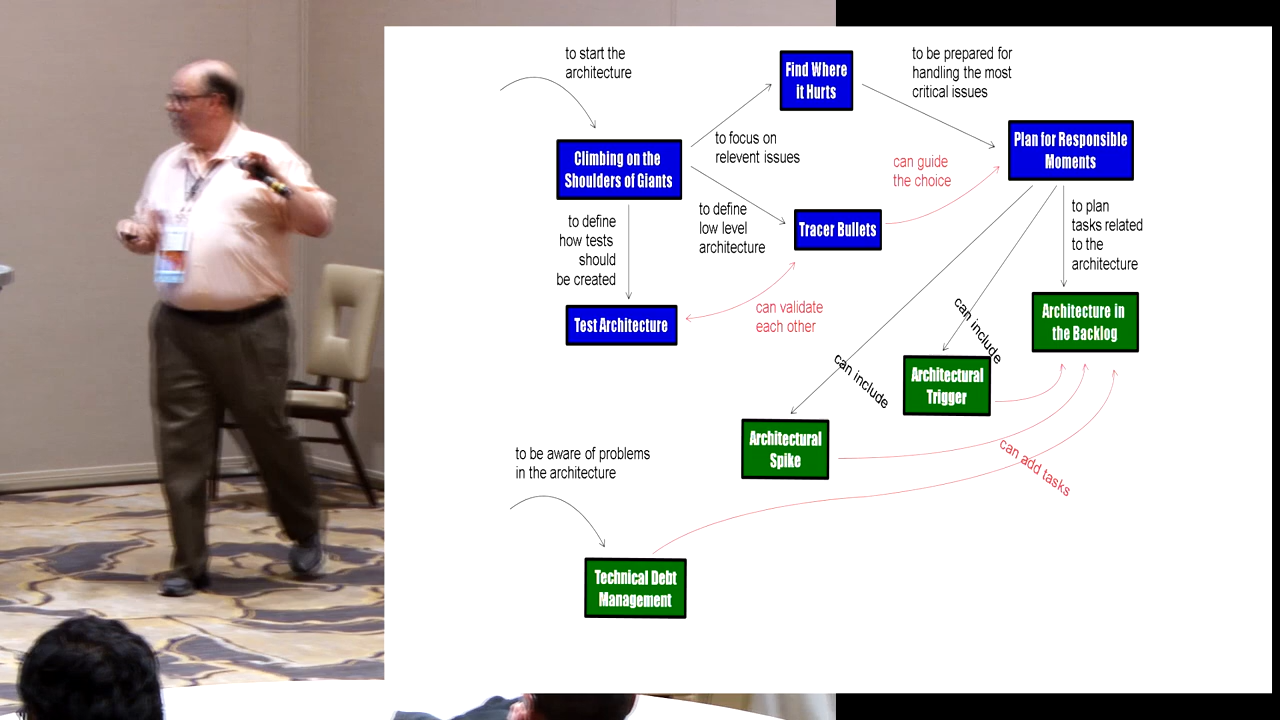 to start the
architecture
Find Where
it Hurts
to be prepared for
handling the most
critical issues
Climbing on the
Shoulders of Giants
to focus on
relevent issues
Plan for Responsible
Moments
can guide
the choice
to define
how tests
should
be created
to define
low level
architecture
Tracer Bullets
to plan
tasks related
to the
architecture
Test Architecture
can validate
each other
can include
Architecture in
the Backlog
can include
Architectural
Trigger
Architectural
Spike
can add tasks
to be aware of problems
in the architecture
Technical Debt
Management